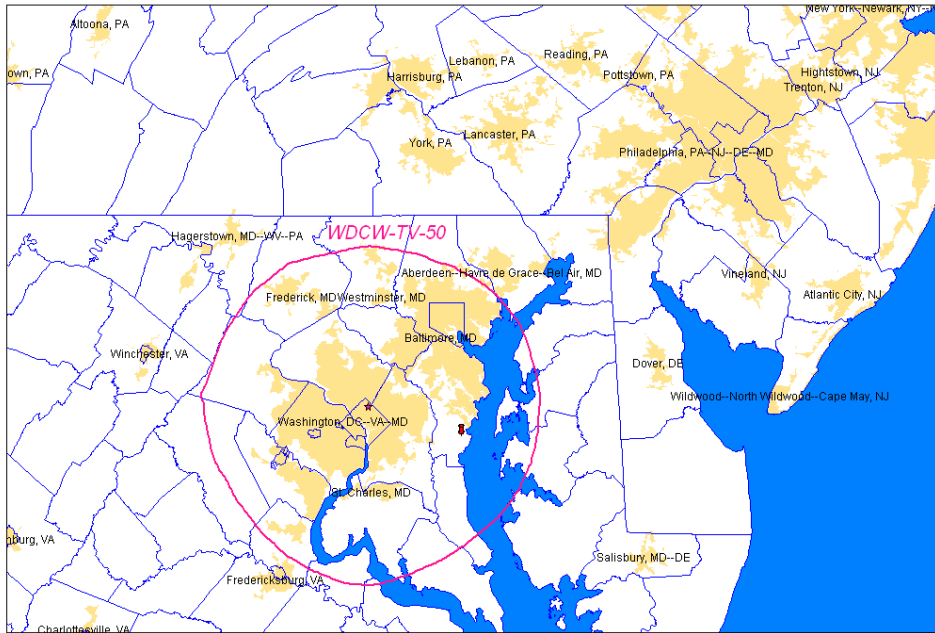 New York--Newark, NY--
Altoona, PA
Lebanon, PA
Reading, PA
own, PA
Harrisburg, PA
Pottstown, PA
Hightstown, NJ
Trenton, NJ
York, PA
Lancaster, PA
Philadelphia, PA--NJ--DE--MD
Hagerstown, MD--WV--PA
WDCW-TV-50
Aberdeen--Havre de Grace--Bel Air, MD
Vineland, NJ
Frederick, MD
Westminster, MD
Atlantic City, NJ
Baltimore, MD
Winchester, VA
Dover, DE
Wildwood--North Wildwood--Cape May, NJ
Washington, DC--VA--MD
St. Charles, MD
nburg, VA
Salisbury, MD--DE
Fredericksburg, VA
Charlottesville, VA